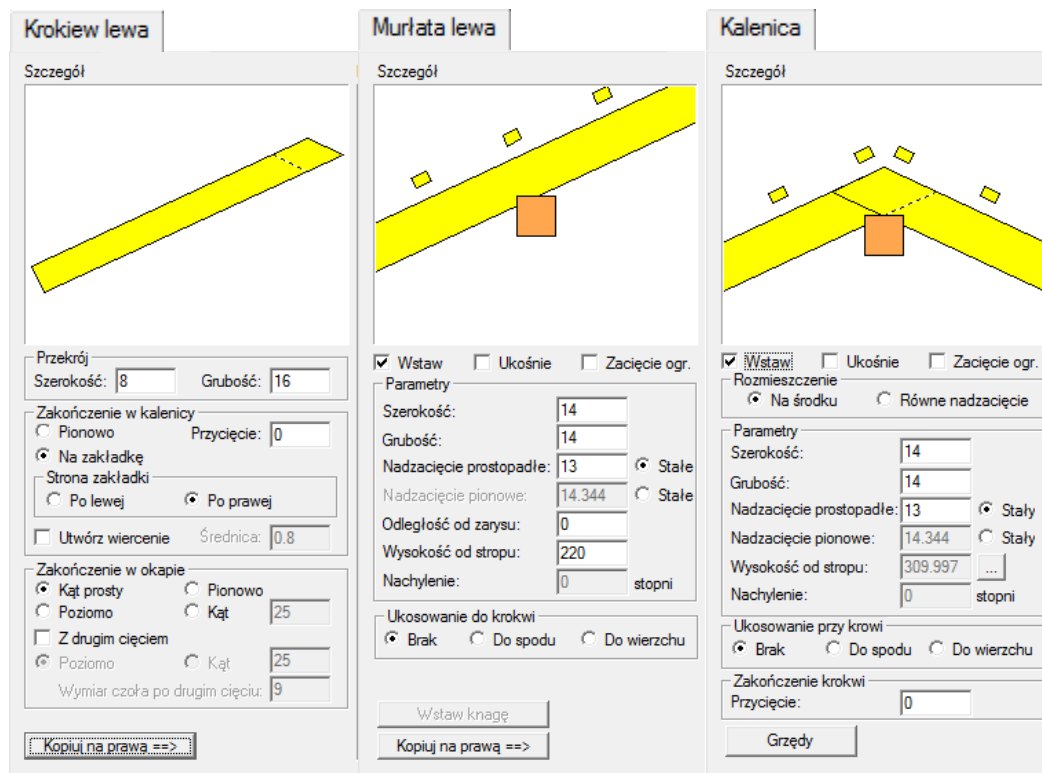 Krokiew lewa
Szczegół
Przekrój
Szerokość: 8 Grubość: 16
Zakończenie w kalenicy
Pionowo Przycięcie: 0
Na zakładkę
Strona zakładki
Po lewej Po prawej
Utwórz wiercenie Średnica: 0.8
Zakończenie w okapie
Kąt prosty Pionowo
Poziomo Kąt 25
Z drugim cięciem
Poziomo Kąt 25
Wymiar czoła po drugim cięciu: 9
Kopiuj na prawą ==>
Murłata lewa
Szczegół
Wstaw Ukośnie Zacięcie ogr.
Parametry
Szerokość: 14
Grubość: 14
Nadzacięcie prostopadłe: 13 Stałe
Nadzacięcie pionowe: 14.344 Stałe
Odległość od zarysu: 0
Wysokość od stropu: 220
Nachylenie: 0 stopni
Ukosowanie do krokwi
Brak Do spodu Do wierzchu
Wstaw knagę
Kopiuj na prawą ==>
Kalenica
Szczegół
Wstaw Ukośnie Zacięcie ogr.
Rozmieszczenie
Na środku Równe nadzacięcie
Parametry
Szerokość: 14
Grubość: 14
Nadzacięcie prostopadłe: 13 Stały
Nadzacięcie pionowe: 14.344 Stały
Wysokość od stropu: 309.997 ...
Nachylenie: 0 stopni
Ukosowanie przy krowi
Brak Do spodu Do wierzchu
Zakończenie krokwi
Przycięcie: 0
Grzędy